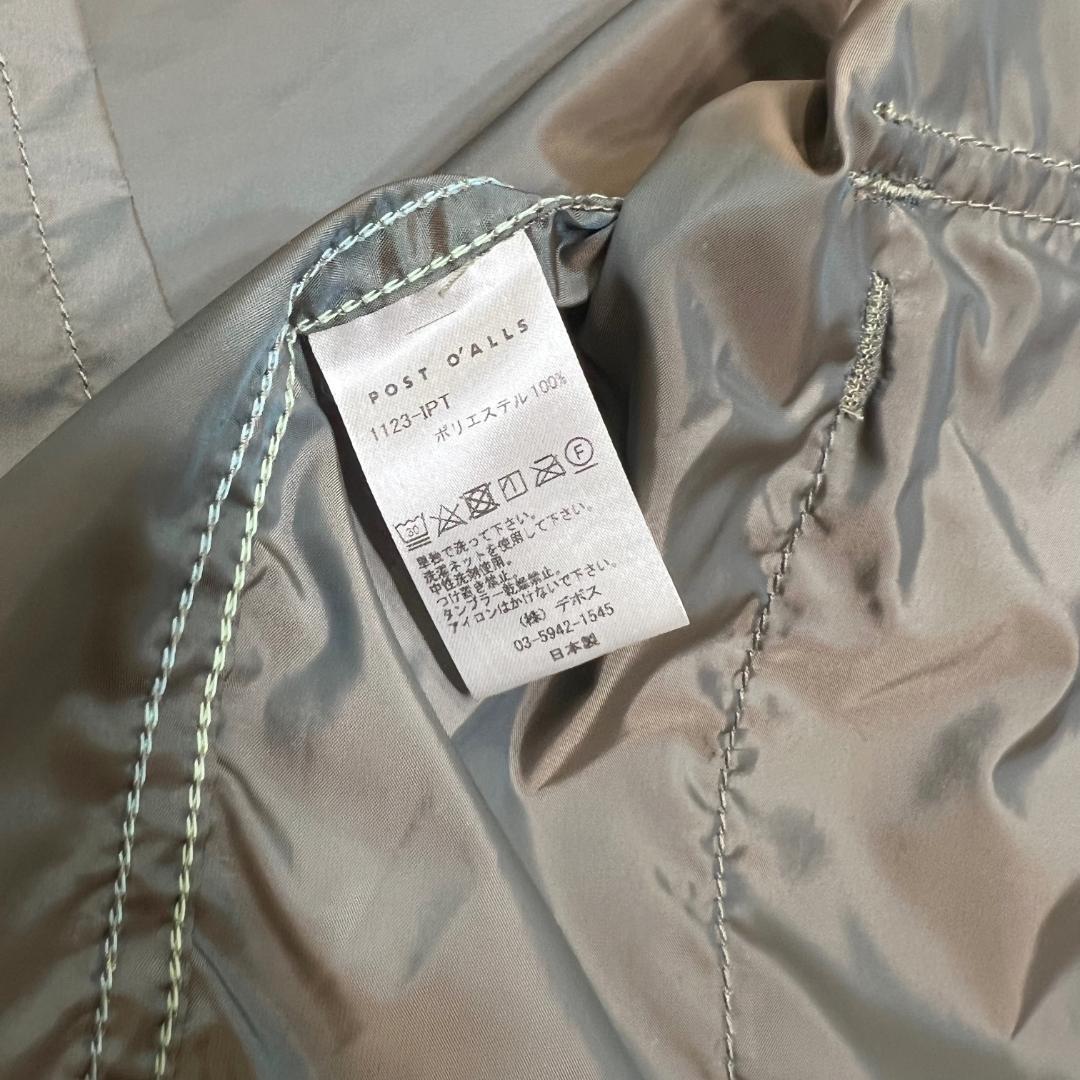 POST O'ALLS
1123-IPT
ポリエステル100%
30 F
単独で洗って下さい。
洗濯ネットを使用して下さい。
中性洗剤使用。
つけ置き禁止。
タンブラー乾燥禁止。
アイロンはかけないで下さい。
(株) デポス
03-5942-1545
日本製